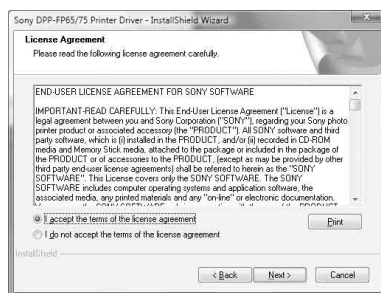 Sony DPP-FP65/75 Printer Driver - InstallShield Wizard
License Agreement
Please read the following license agreement carefully.
END-USER LICENSE AGREEMENT FOR SONY SOFTWARE
IMPORTANT-READ CAREFULLY: This End-User License Agreement ("License") is a
legal agreement between you and Sony Corporation ("SONY"), regarding your Sony photo
printer product or associated accessory (the "PRODUCT"). All SONY software and third
party software, which is (i) installed in the PRODUCT, and/or (ii) recorded in CD-ROM
media and Memory Stick media, attached to the package or included in the package of
the PRODUCT or of accessories to the PRODUCT, (except as may be provided by other
third party end-user license agreements) shall be referred to herein as the "SONY
SOFTWARE". This License covers only the SONY SOFTWARE. The SONY
SOFTWARE includes computer operating systems and application software, the
associated media, any printed materials and any "on-line" or electronic documentation.
I accept the terms of the license agreement
Print
I do not accept the terms of the license agreement
InstallShield
< Back
Next >
Cancel